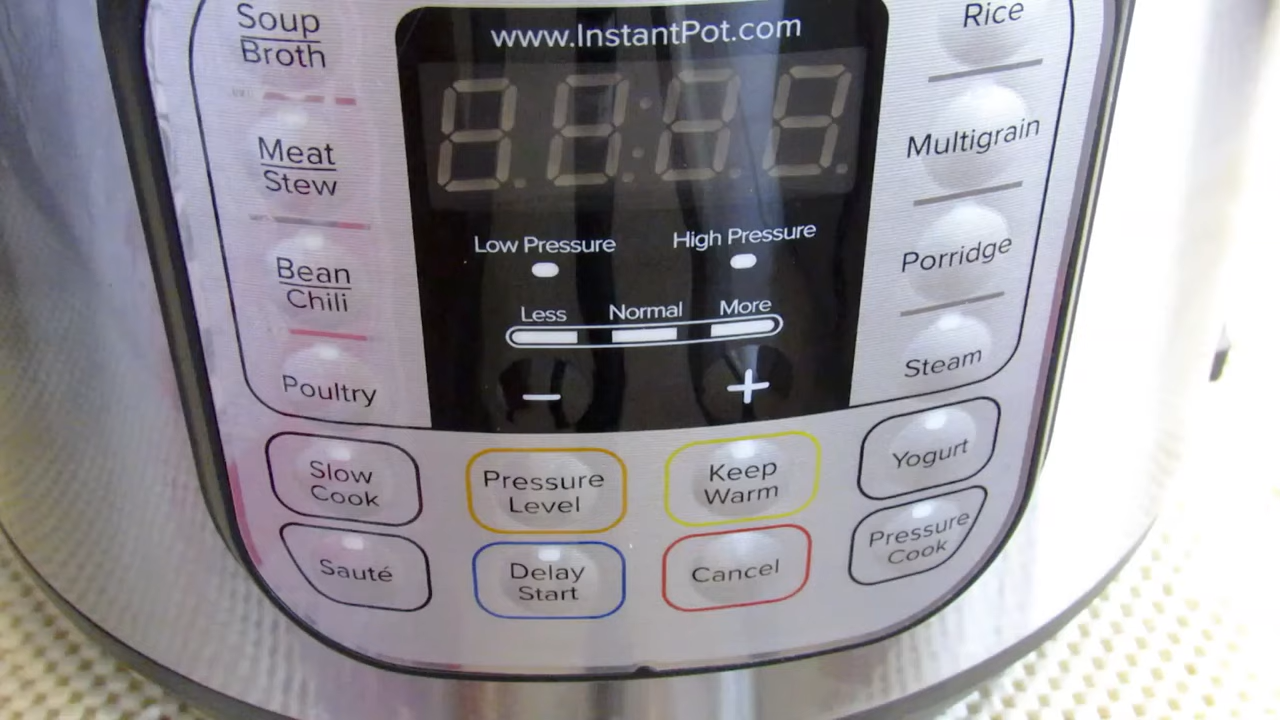 www.InstantPot.com
Soup
Broth
Meat
Stew
Bean
Chili
Poultry
Low Pressure
High Pressure
Less
Normal
More
−
+
Rice
Multigrain
Porridge
Steam
Slow
Cook
Pressure
Level
Keep
Warm
Yogurt
Sauté
Delay
Start
Cancel
Pressure
Cook